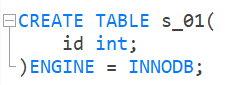 CREATE TABLE s_01(
id int;
)ENGINE = INNODB;